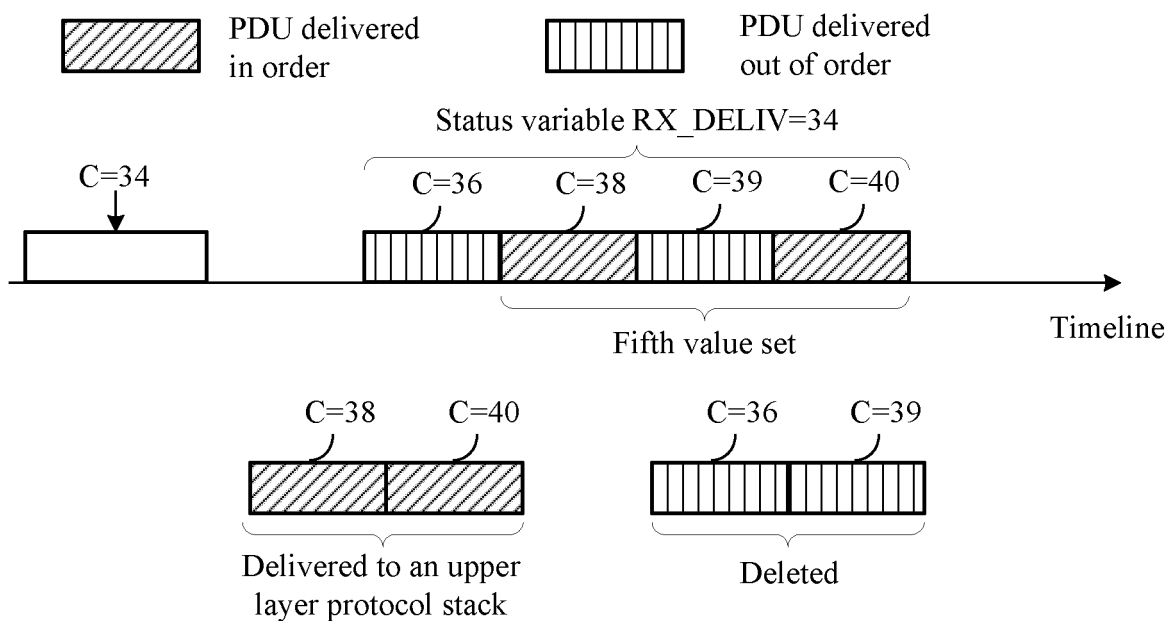 PDU delivered
in order
PDU delivered
out of order
Status variable RX_DELIV=34
C=34
C=36
C=38
C=39
C=40
Fifth value set
Timeline
C=38
C=40
C=36
C=39
Delivered to an upper
layer protocol stack
Deleted